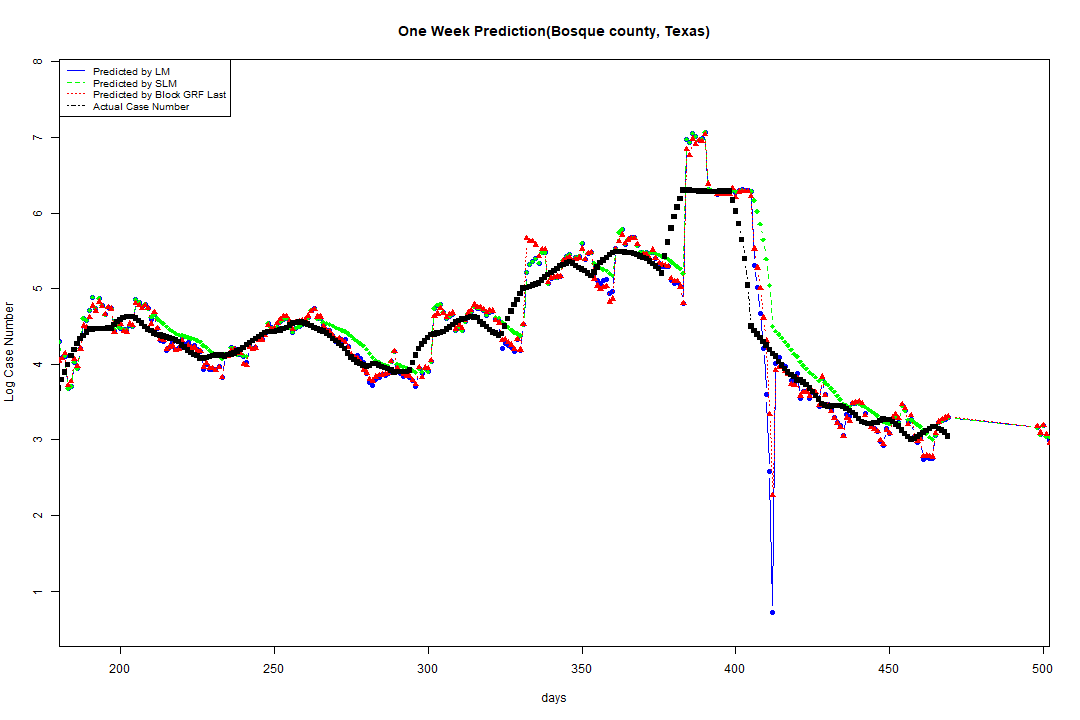 One Week Prediction(Bosque county, Texas)
Predicted by LM
Predicted by SLM
Predicted by Block GRF Last
Actual Case Number
8
7
6
5
4
3
2
1
Log Case Number
200 250 300 350 400 450 500
days